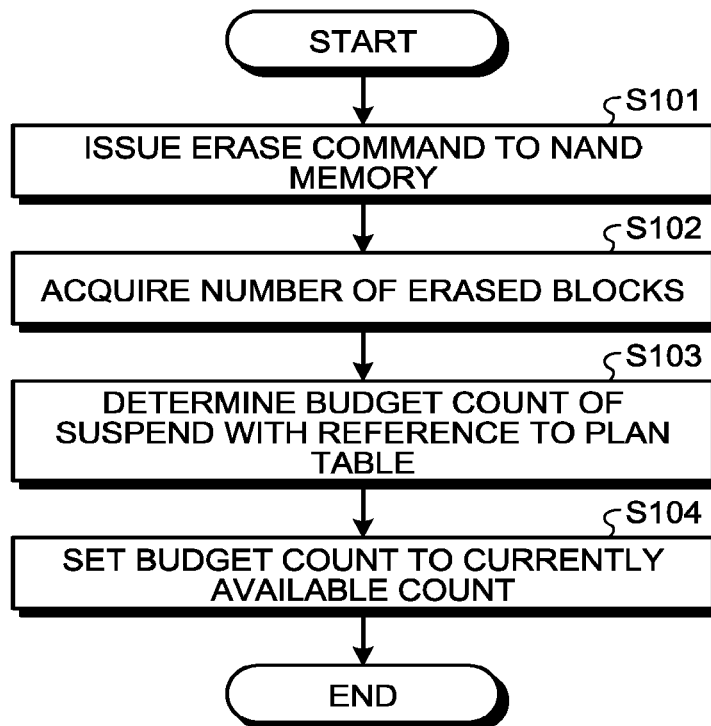 START
S101
ISSUE ERASE COMMAND TO NAND
MEMORY
S102
ACQUIRE NUMBER OF ERASED BLOCKS
S103
DETERMINE BUDGET COUNT OF
SUSPEND WITH REFERENCE TO PLAN
TABLE
S104
SET BUDGET COUNT TO CURRENTLY
AVAILABLE COUNT
END